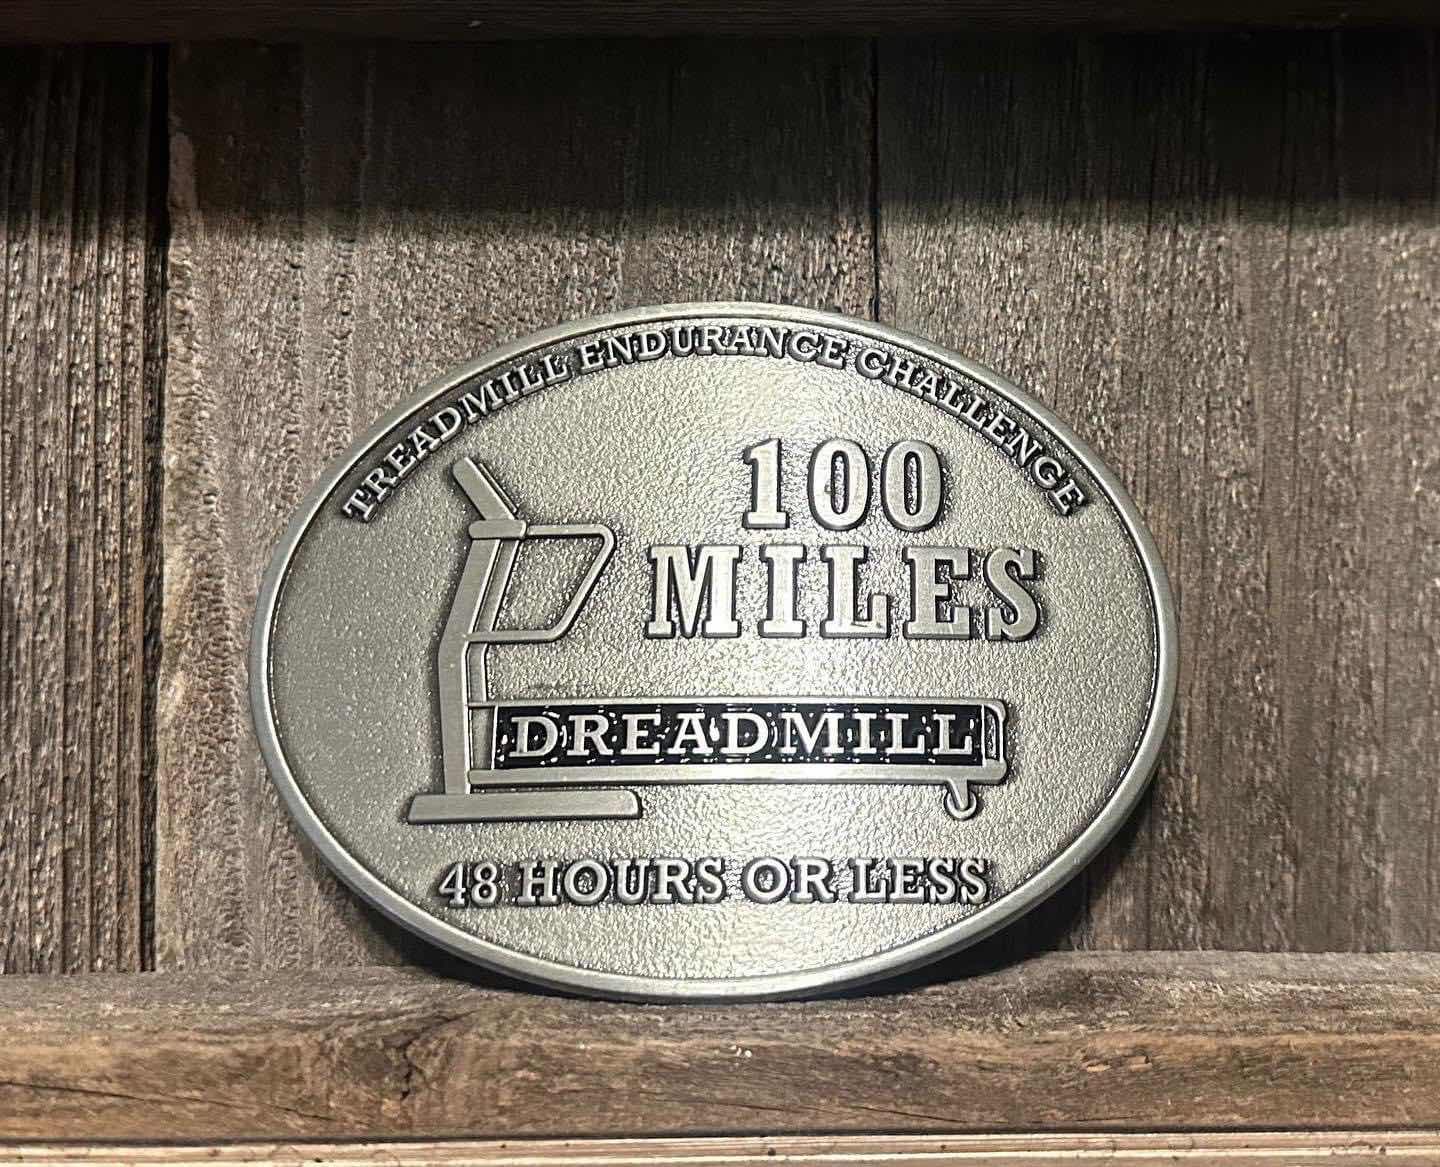 TREADMILL ENDURANCE CHALLENGE
100
MILES
DREADMILL
48 HOURS OR LESS